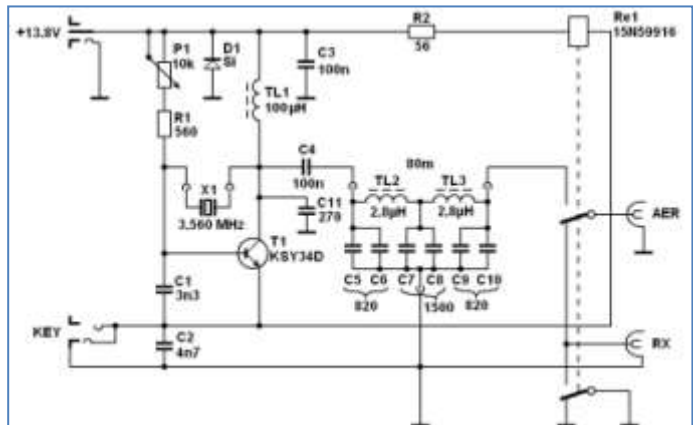 +13,8V
P1
10k
D1
Si
C3
100n
R2
56
Re1
15N59916
TL1
100µH
R1
560
C4
100n
80m
X1
3,560 MHz
C11
270
TL2
2,8µH
TL3
2,8µH
AER
T1
KSY34D
C1
3n3
C5 C6 C7 C8 C9 C10
820
1500
820
KEY
C2
4n7
RX